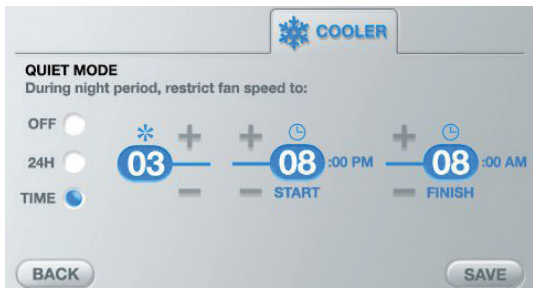 COOLER
QUIET MODE
During night period, restrict fan speed to:
OFF
24H
TIME
03
08 :00 PM
START
08 :00 AM
FINISH
BACK
SAVE